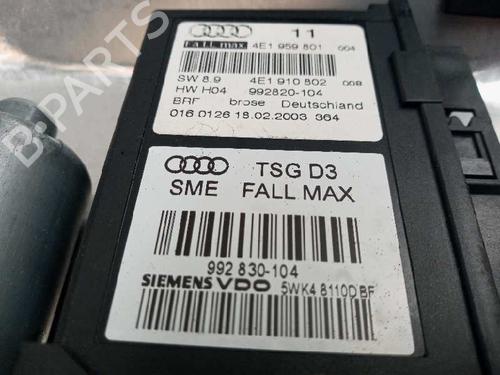 11
FALL max. 4E1 959 801 004
SW 8.9 4E1 910 802 008
HW H04 992820-104
BRF brose Deutschland
016 0126 18.02.2003 364
TSG D3
SME FALL MAX
992 830-104
SIEMENS VDO 5WK4 8110D BF
B-PARTS